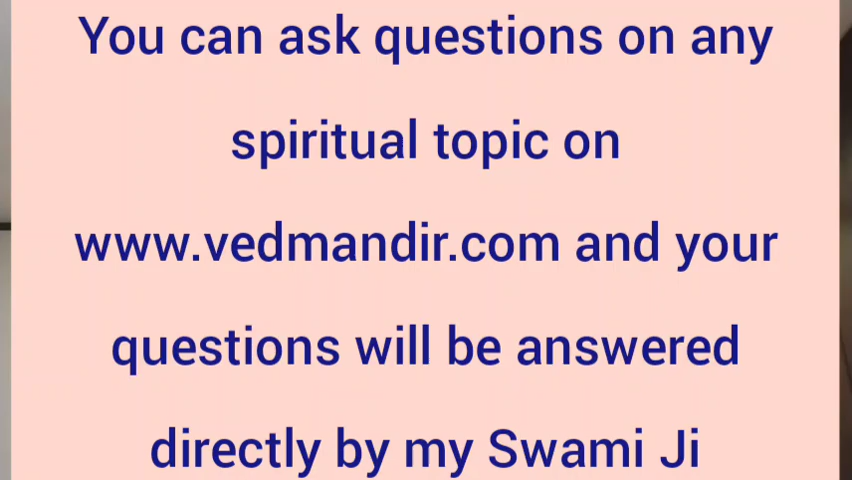 You can ask questions on any
spiritual topic on
www.vedmandir.com and your
questions will be answered
directly by my Swami Ji